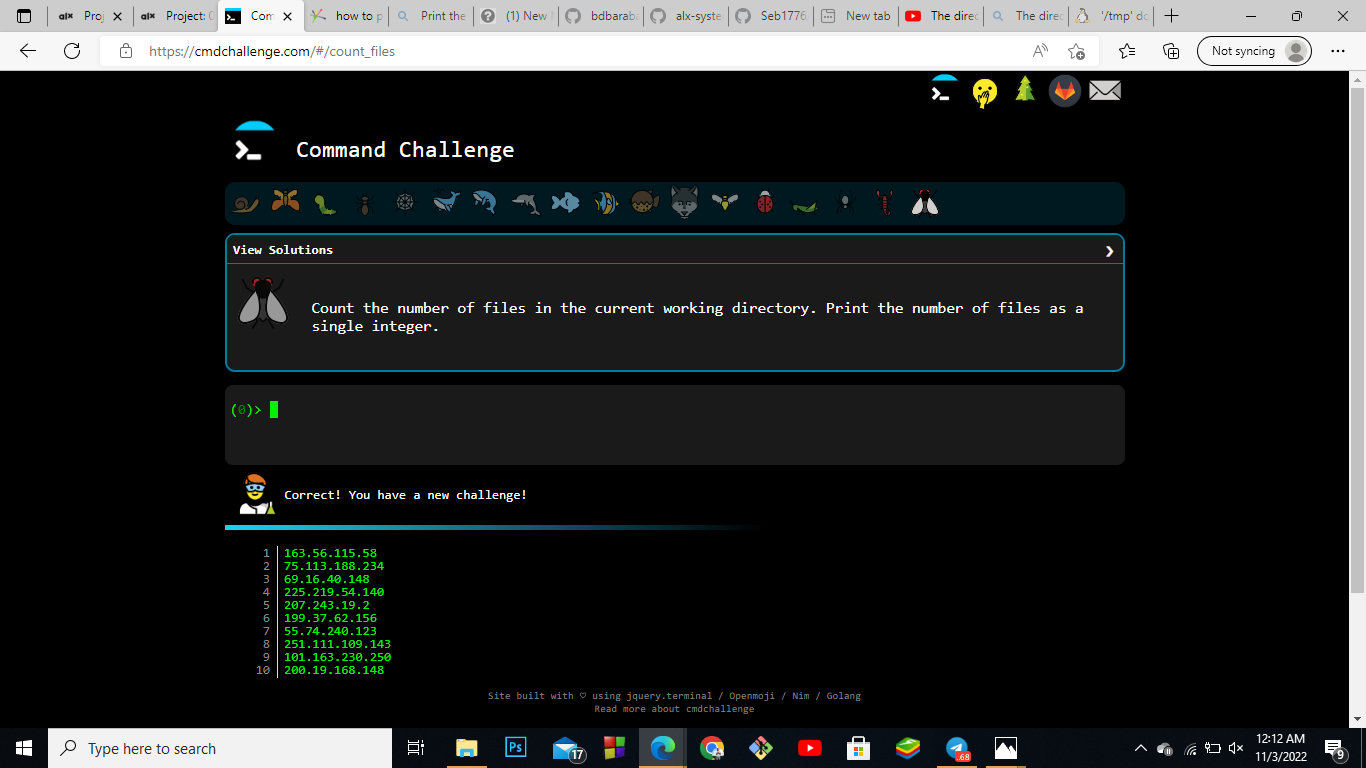 alx Proj
alx Project: 0
Com
how to p
Print the
(1) New
bdbaraba
alx-syste
Seb1776,
New tab
The direc
The direc
'/tmp' do
https://cmdchallenge.com/#/count_files
Not syncing
Command Challenge
View Solutions
Count the number of files in the current working directory. Print the number of files as a
single integer.
(0)>
Correct! You have a new challenge!
1 163.56.115.58
2 75.113.188.234
3 69.16.40.148
4 225.219.54.140
5 207.243.19.2
6 199.37.62.156
7 55.74.240.123
8 251.111.109.143
9 101.163.230.250
10 200.19.168.148
Site built with ♡ using jquery.terminal / Openmoji / Nim / Golang
Read more about cmdchallenge
Type here to search
Ps
17
.68
12:12 AM
11/3/2022
9